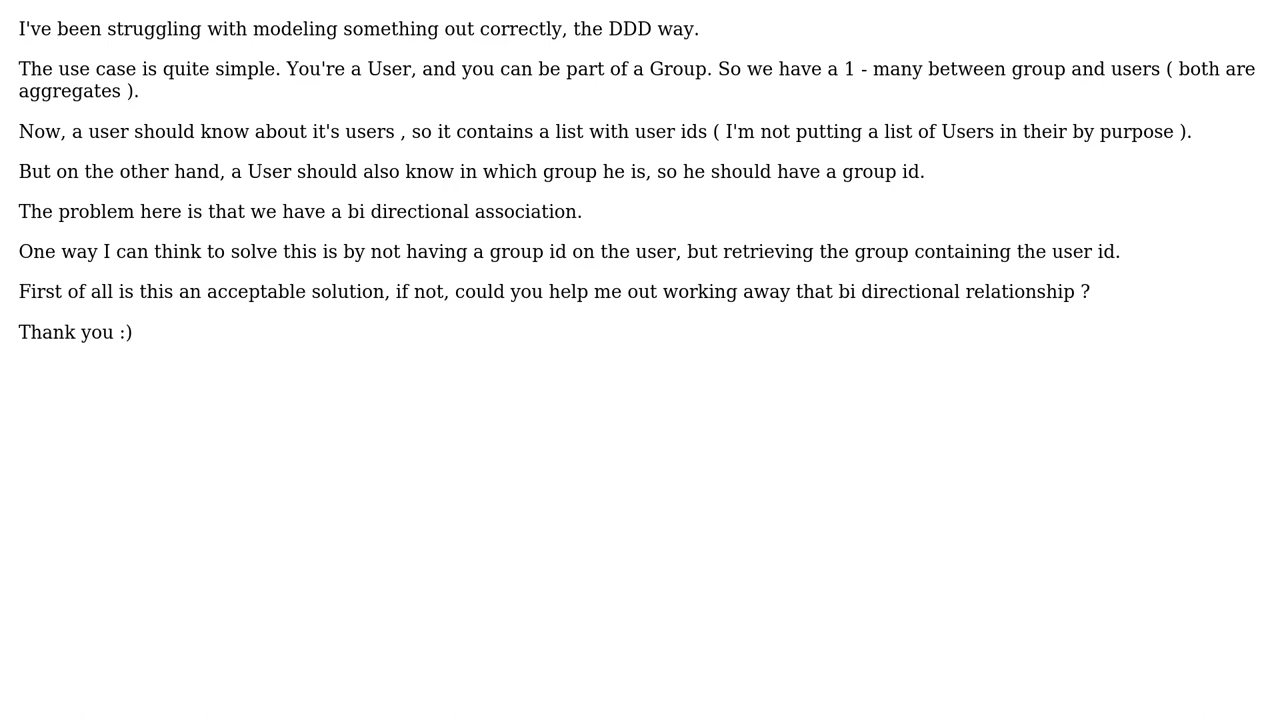 I've been struggling with modeling something out correctly, the DDD way.
The use case is quite simple. You're a User, and you can be part of a Group. So we have a 1 - many between group and users ( both are
aggregates ).
Now, a user should know about it's users , so it contains a list with user ids ( I'm not putting a list of Users in their by purpose ).
But on the other hand, a User should also know in which group he is, so he should have a group id.
The problem here is that we have a bi directional association.
One way I can think to solve this is by not having a group id on the user, but retrieving the group containing the user id.
First of all is this an acceptable solution, if not, could you help me out working away that bi directional relationship ?
Thank you :)